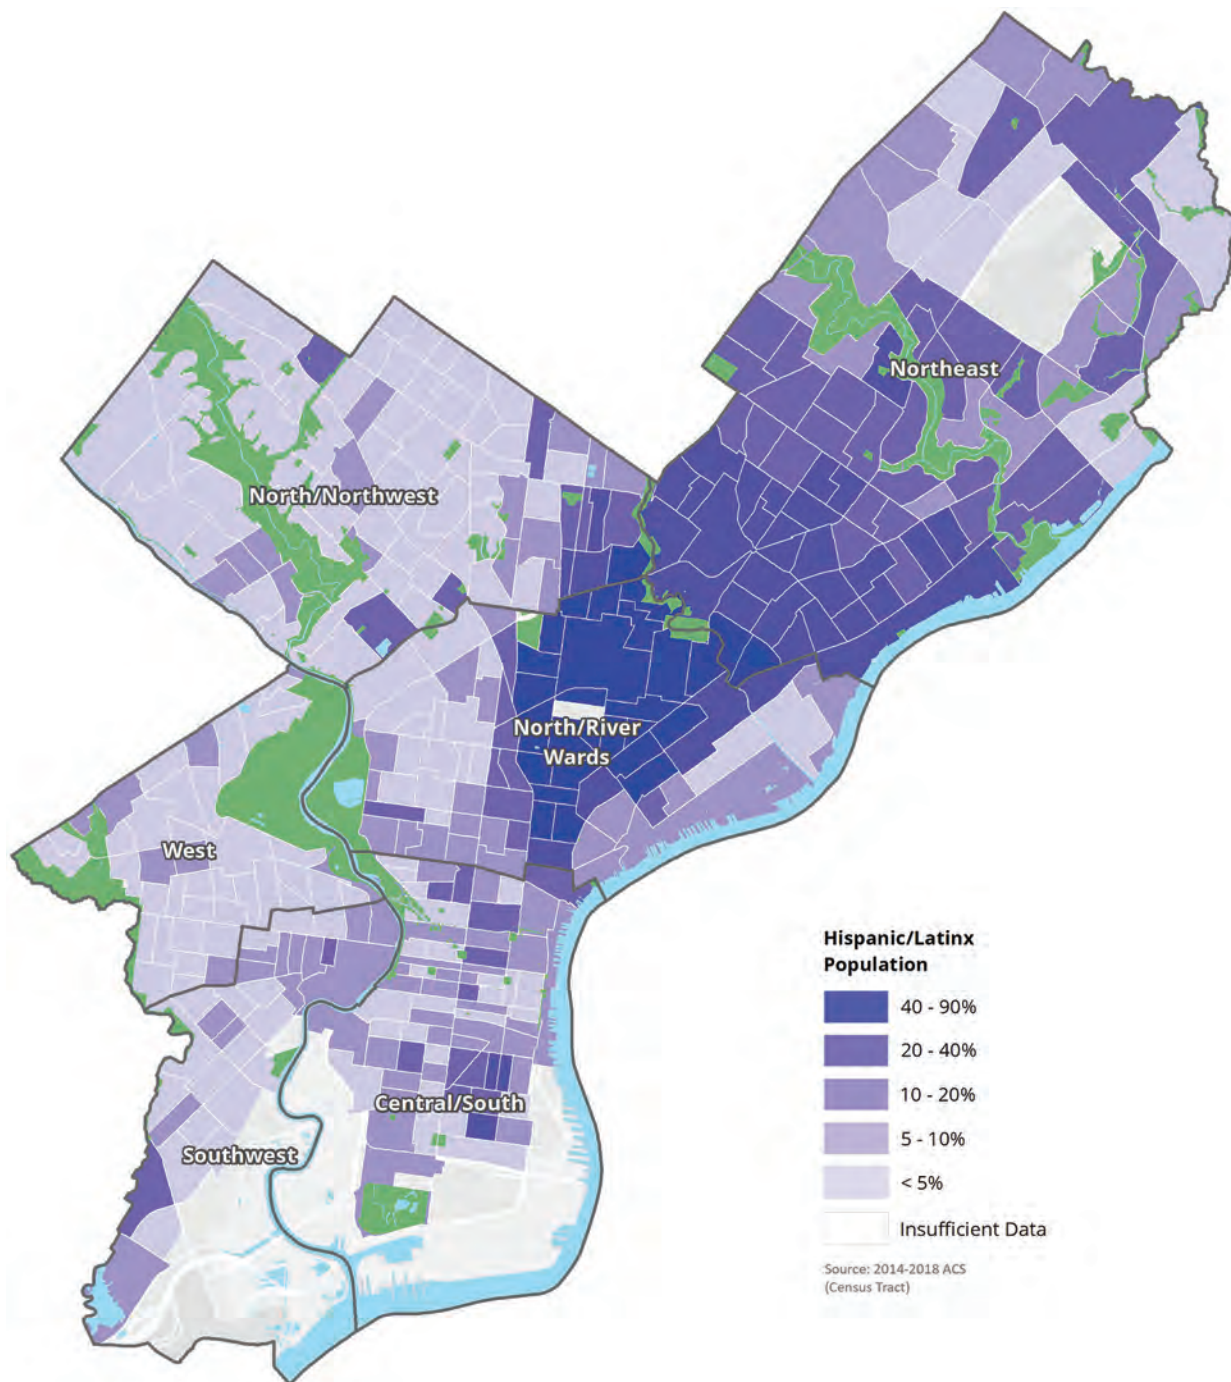 Northeast
North/Northwest
North/River
Wards
West
Central/South
Southwest
Hispanic/Latinx
Population
40 - 90%
20 - 40%
10 - 20%
5 - 10%
< 5%
Insufficient Data
Source: 2014-2018 ACS
(Census Tract)